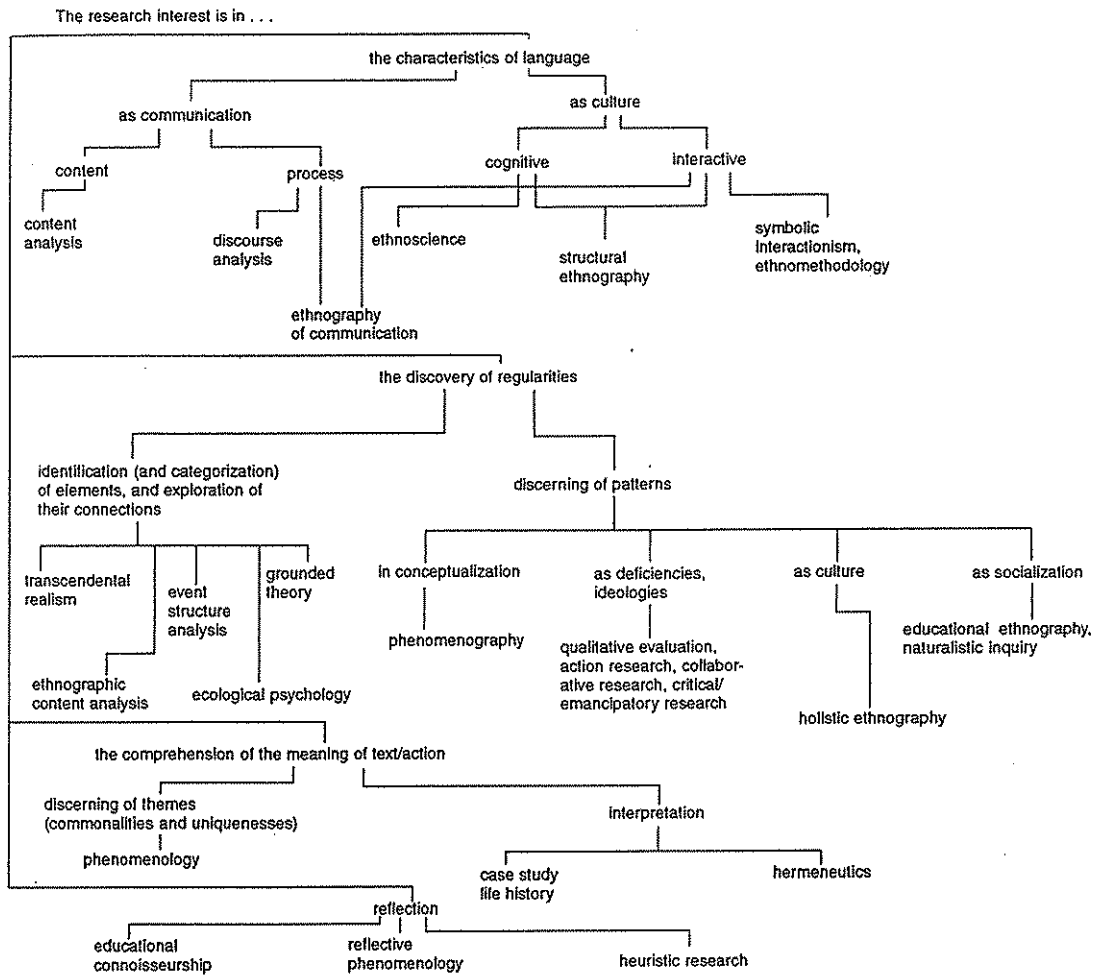 The research interest is in . . .
the characteristics of language
as communication
as culture
content
process
cognitive
interactive
content
analysis
discourse
analysis
ethnoscience
structural
ethnography
symbolic
interactionism,
ethnomethodology
ethnography
of communication
the discovery of regularities
identification (and categorization)
of elements, and exploration of
their connections
discerning of patterns
transcendental
realism
event
structure
analysis
grounded
theory
ethnographic
content analysis
ecological psychology
in conceptualization
as deficiencies,
ideologies
as culture
as socialization
phenomenography
qualitative evaluation,
action research, collabor-
ative research, critical/
emancipatory research
holistic ethnography
educational ethnography,
naturalistic inquiry
the comprehension of the meaning of text/action
discerning of themes
(commonalities and uniquenesses)
interpretation
phenomenology
case study
life history
hermeneutics
reflection
educational
connoisseurship
reflective
phenomenology
heuristic research